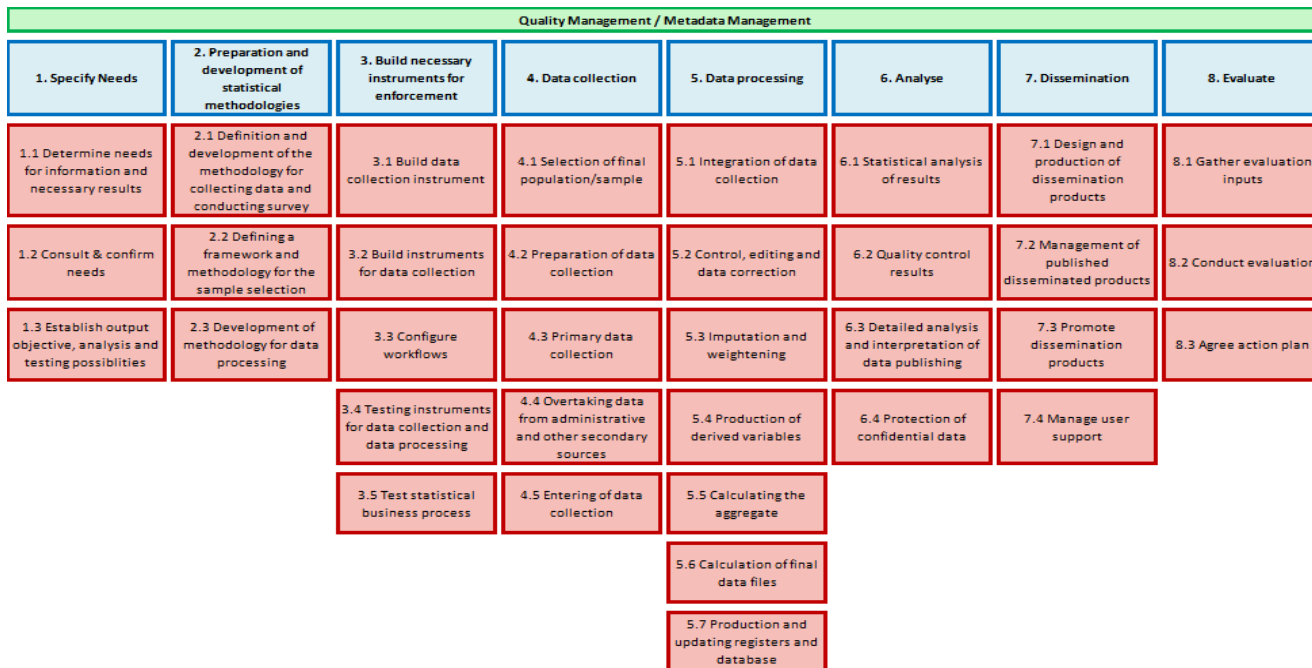 Quality Management / Metadata Management
1. Specify Needs
2. Preparation and
development of
statistical
methodologies
3. Build necessary
instruments for
enforcement
4. Data collection
5. Data processing
6. Analyse
7. Dissemination
8. Evaluate
1.1 Determine needs
for information and
necessary results
2.1 Definition and
development of the
methodology for
collecting data and
conducting survey
3.1 Build data
collection instrument
4.1 Selection of final
population/sample
5.1 Integration of data
collection
6.1 Statistical analysis
of results
7.1 Design and
production of
dissemination
products
8.1 Gather evaluation
inputs
1.2 Consult & confirm
needs
2.2 Defining a
framework and
methodology for the
sample selection
3.2 Build instruments
for data collection
4.2 Preparation of data
collection
5.2 Control, editing and
data correction
6.2 Quality control
results
7.2 Management of
published
disseminated products
8.2 Conduct evaluation
1.3 Establish output
objective, analysis and
testing possiblities
2.3 Development of
methodology for data
processing
3.3 Configure
workflows
4.3 Primary data
collection
5.3 Imputation and
weightening
6.3 Detailed analysis
and interpretation of
data publishing
7.3 Promote
dissemination
products
8.3 Agree action plan
3.4 Testing instruments
for data collection and
data processing
4.4 Overtaking data
from administrative
and other secondary
sources
5.4 Production of
derived variables
6.4 Protection of
confidential data
7.4 Manage user
support
3.5 Test statistical
business process
4.5 Entering of data
collection
5.5 Calculating the
aggregate
5.6 Calculation of final
data files
5.7 Production and
updating registers and
database